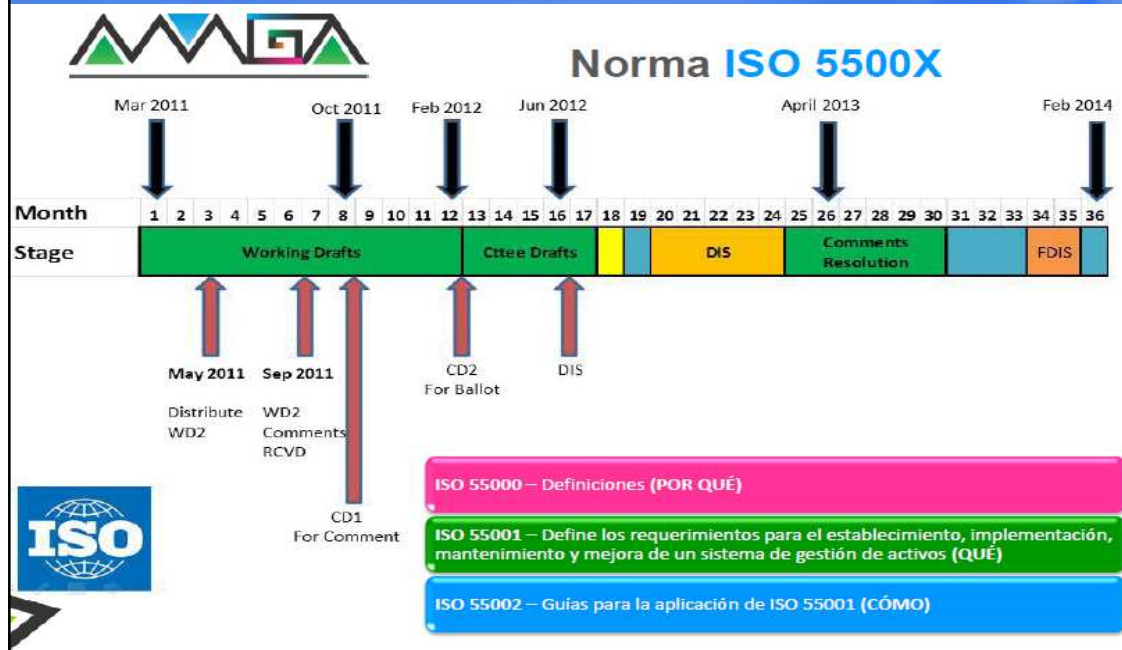 AMGA
Norma ISO 5500X
Mar 2011 Oct 2011 Feb 2012 Jun 2012 April 2013 Feb 2014
Month 1 2 3 4 5 6 7 8 9 10 11 12 13 14 15 16 17 18 19 20 21 22 23 24 25 26 27 28 29 30 31 32 33 34 35 36
Stage Working Drafts Cttee Drafts DIS Comments Resolution FDIS
May 2011
Distribute
WD2
Sep 2011
WD2
Comments
RCVD
CD1
For Comment
CD2
For Ballot
DIS
ISO
ISO 55000 – Definiciones (POR QUÉ)
ISO 55001 – Define los requerimientos para el establecimiento, implementación,
mantenimiento y mejora de un sistema de gestión de activos (QUÉ)
ISO 55002 – Guías para la aplicación de ISO 55001 (CÓMO)